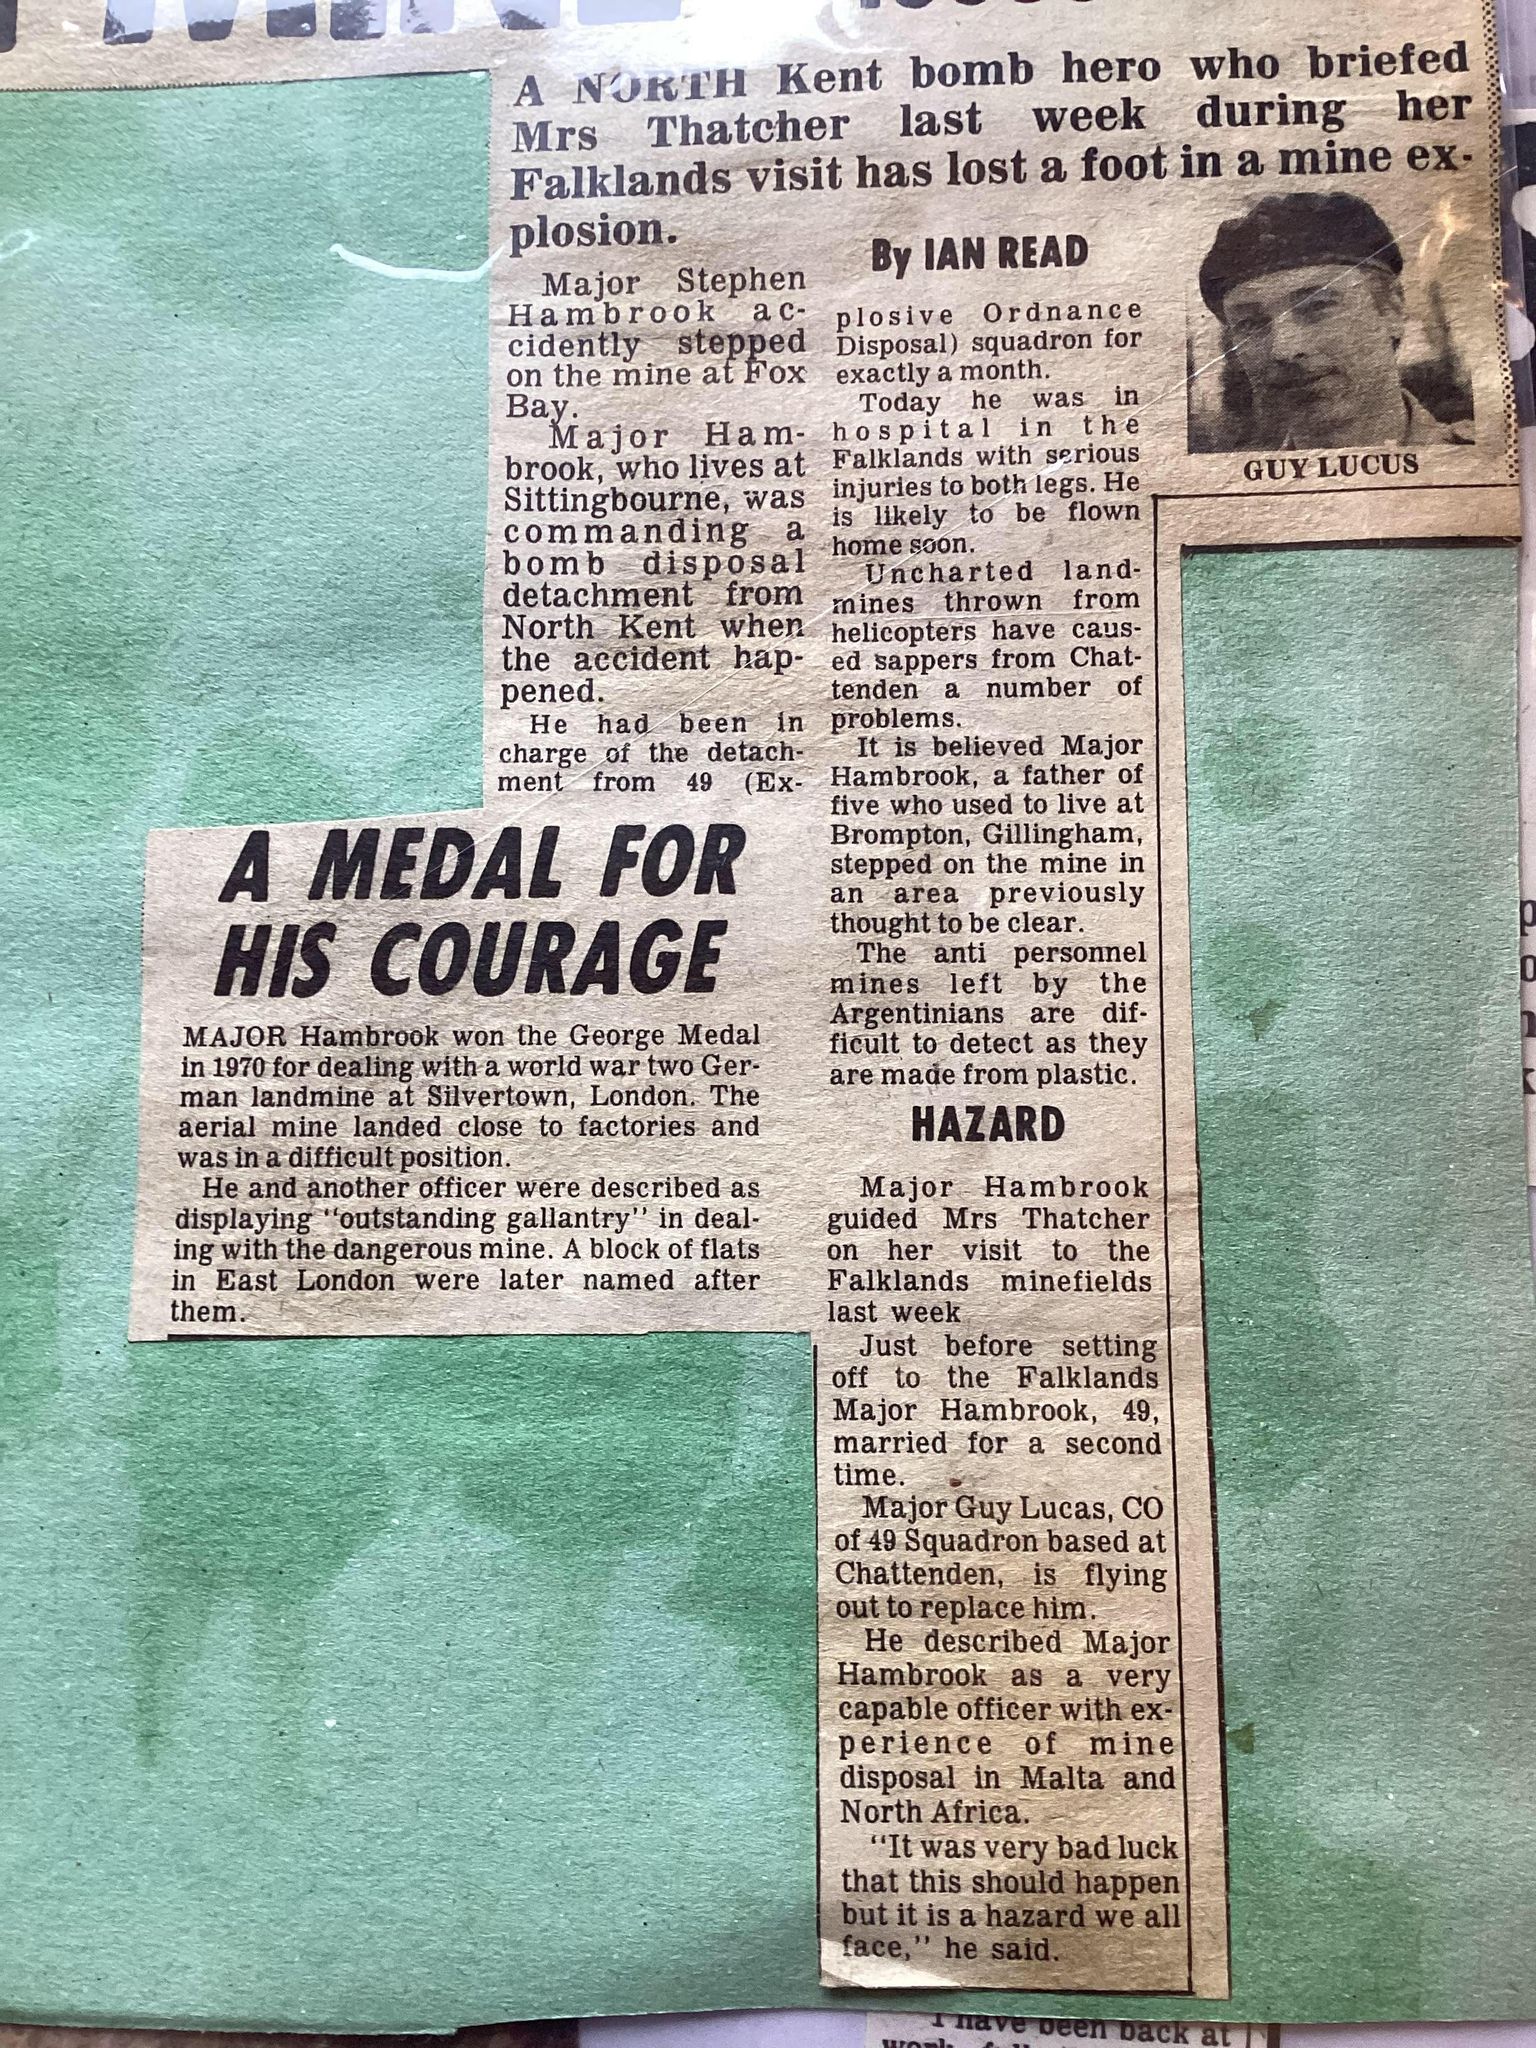 A NORTH Kent bomb hero who briefed
Mrs Thatcher last week during her
Falklands visit has lost a foot in a mine ex-
plosion.
Major Stephen
Hambrook ac-
cidently stepped
on the mine at Fox
Bay.
Major Ham-
brook, who lives at
Sittingbourne, was
commanding a
bomb disposal
detachment from
North Kent when
the accident hap-
pened.
He had been in
charge of the detach-
ment from 49 (Ex-
By IAN READ
plosive Ordnance
Disposal) squadron for
exactly a month.
Today he was in
hospital in the
Falklands with serious
injuries to both legs. He
is likely to be flown
home soon.
Uncharted land-
mines thrown from
helicopters have caus-
ed sappers from Chat-
tenden a number of
problems.
It is believed Major
Hambrook, a father of
five who used to live at
Brompton, Gillingham,
stepped on the mine in
an area previously
thought to be clear.
The anti personnel
mines left by the
Argentinians are dif-
ficult to detect as they
are made from plastic.
HAZARD
Major Hambrook
guided Mrs Thatcher
on her visit to the
Falklands minefields
last week
Just before setting
off to the Falklands
Major Hambrook, 49,
married for a second
time.
Major Guy Lucas, CO
of 49 Squadron based at
Chattenden, is flying
out to replace him.
He described Major
Hambrook as a very
capable officer with ex-
perience of mine
disposal in Malta and
North Africa.
"It was very bad luck
that this should happen
but it is a hazard we all
face," he said.
GUY LUCUS
A MEDAL FOR
HIS COURAGE
MAJOR Hambrook won the George Medal
in 1970 for dealing with a world war two Ger-
man landmine at Silvertown, London. The
aerial mine landed close to factories and
was in a difficult position.
He and another officer were described as
displaying "outstanding gallantry" in deal-
ing with the dangerous mine. A block of flats
in East London were later named after
them.
I have been back at